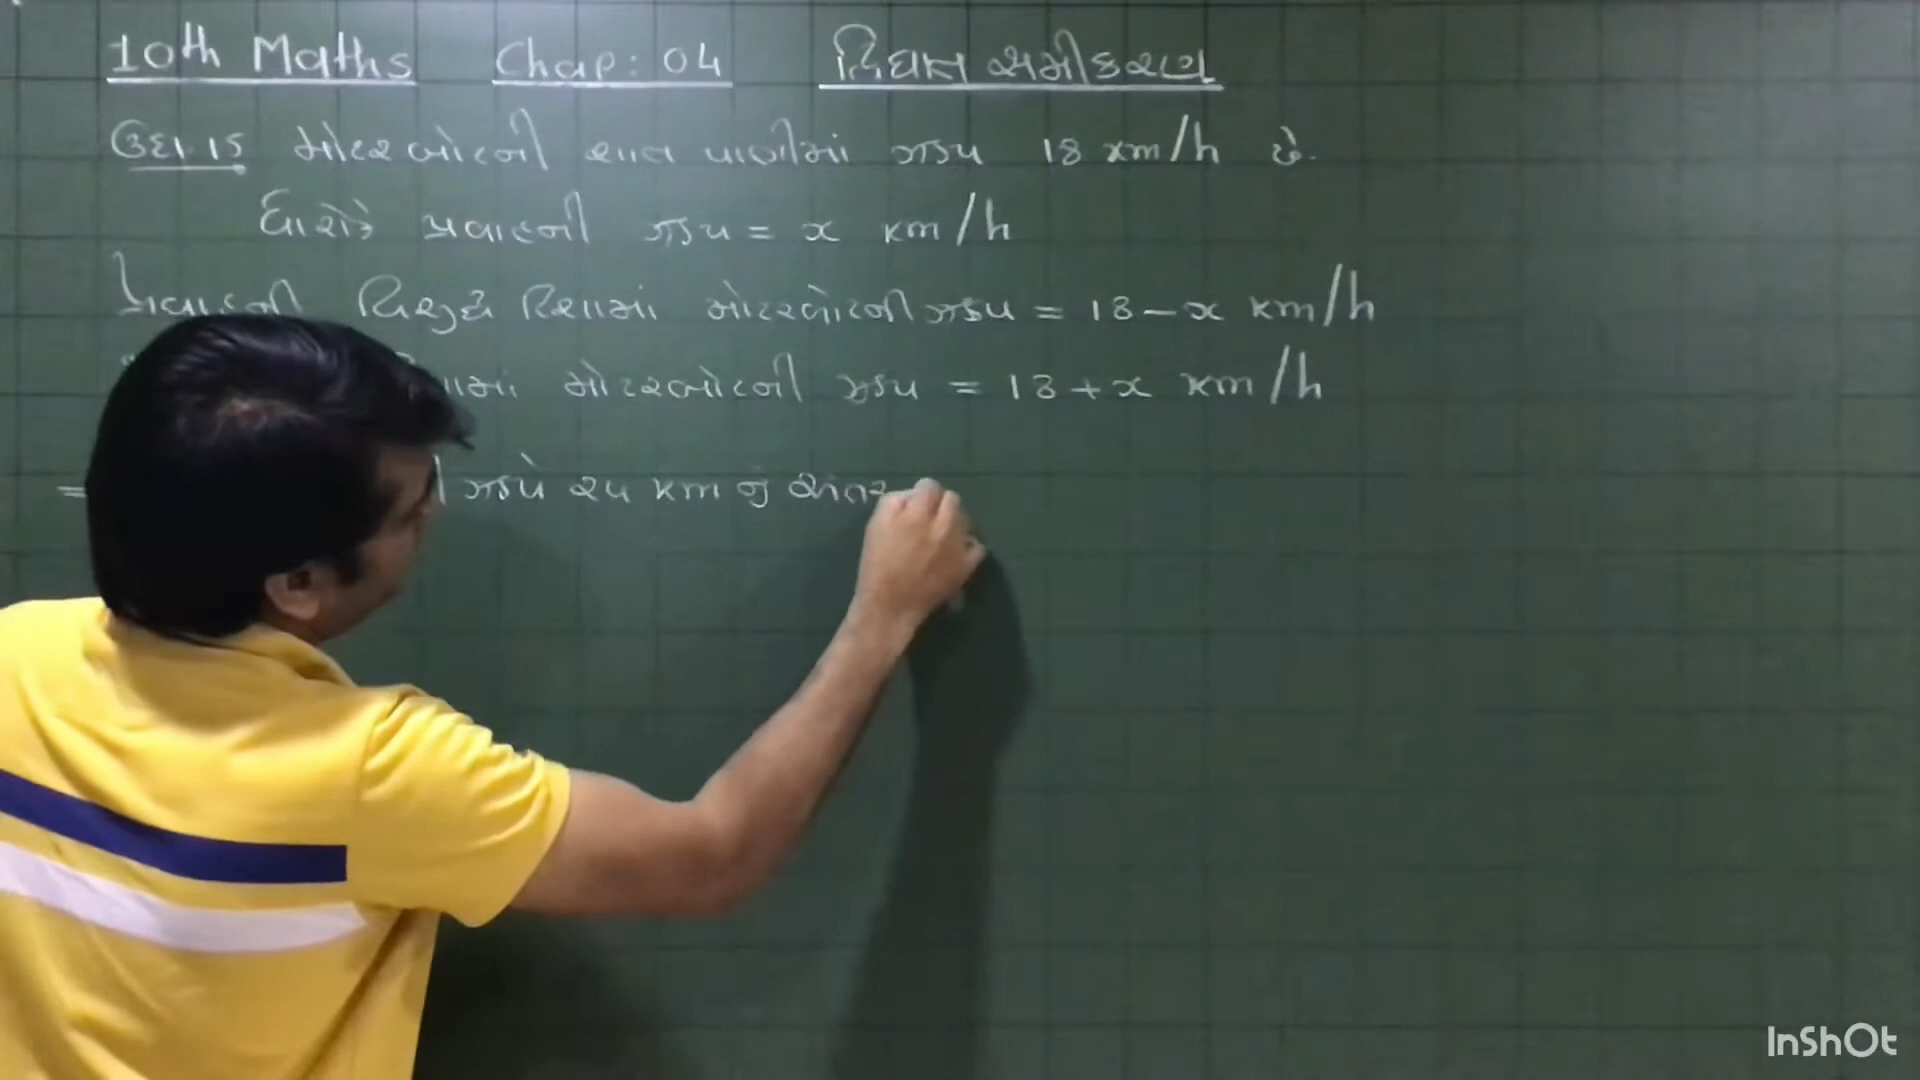 10th Maths Chap: 04 દ્વિઘાત સમીકરણ
ઉદા.15 મોટરબોટની શાંત પાણીમાં ઝડપ 18 km/h છે.
ધારોકે પ્રવાહની ઝડપ = x km/h
પ્રવાહની વિરુદ્ધ દિશામાં મોટરબોટની ઝડપ = 18 - x km/h
મોટરબોટની ઝડપ = 18 + x km/h
= ઝડપે 24 km નું અંતર
InShOt